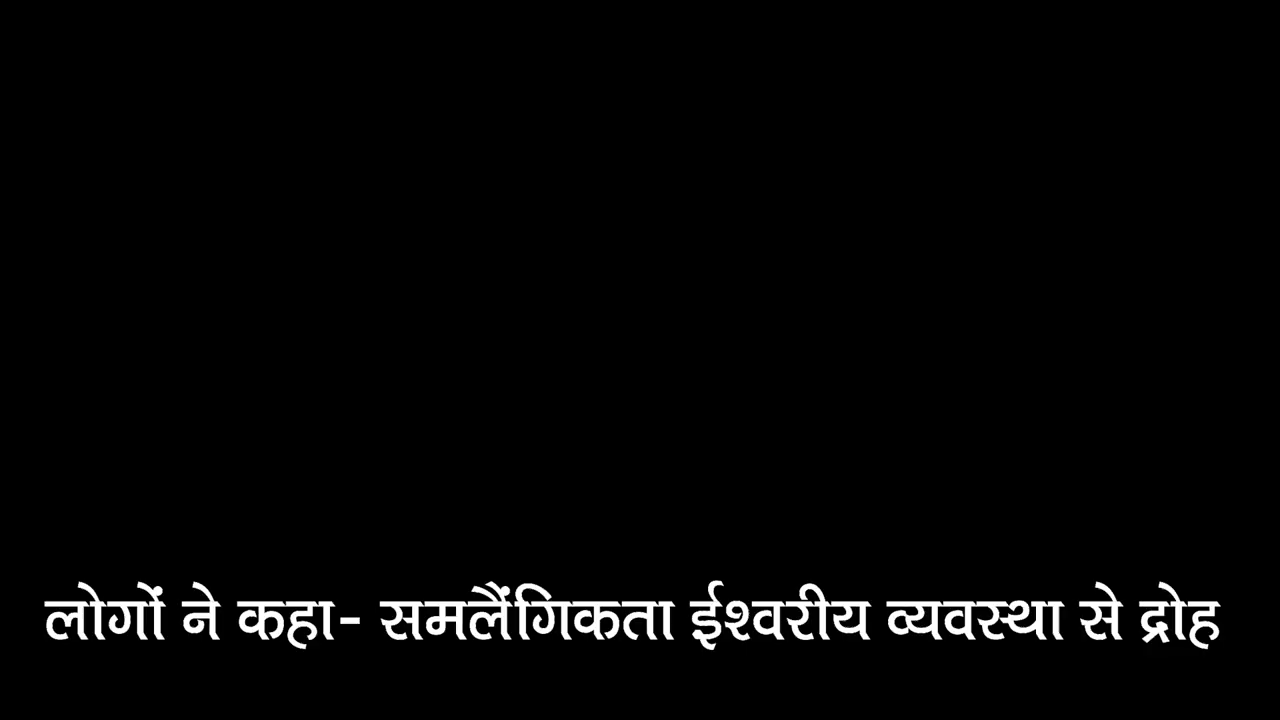 लोगों ने कहा- समलैंगिकता ईश्वरीय व्यवस्था से द्रोह